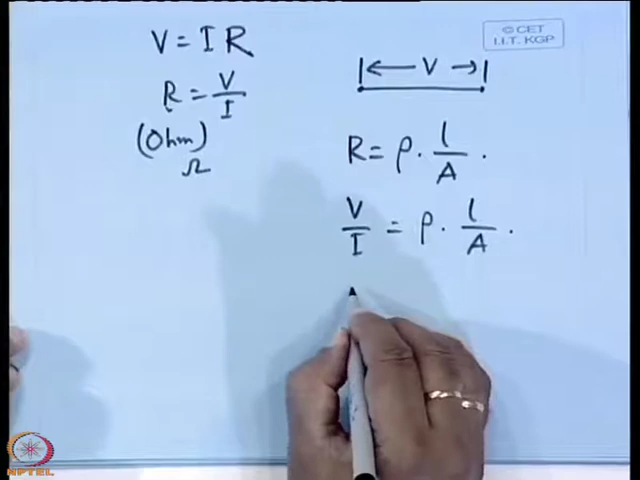 © CET
I.I.T. KGP
V = I R
R = V / I
(Ohm)
Ω
|← V →|
R = ρ · l / A .
V / I = ρ · l / A .
NPTEL